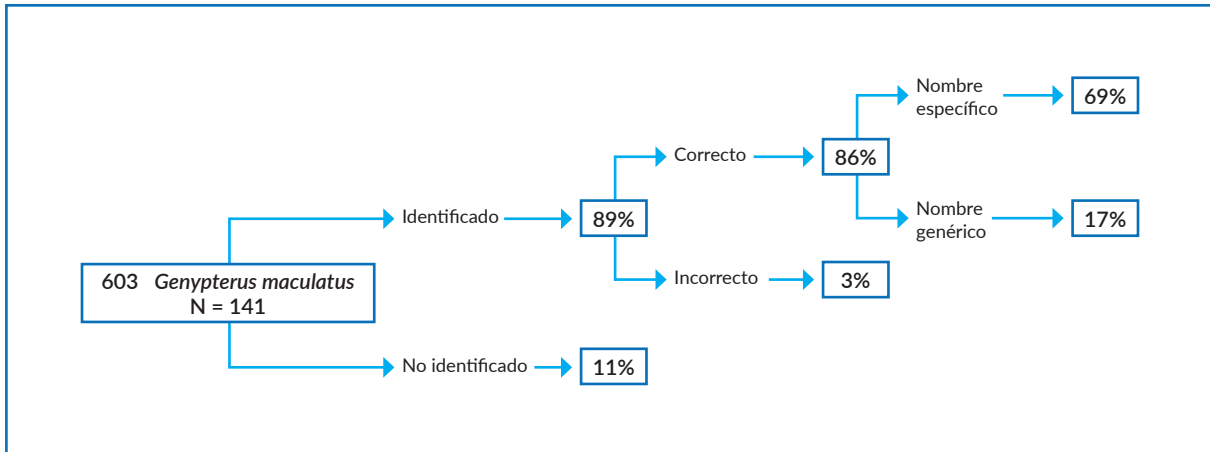 Nombre
específico
69%
Correcto
86%
Nombre
genérico
17%
Identificado
89%
Incorrecto
3%
603 Genypterus maculatus
N = 141
No identificado
11%